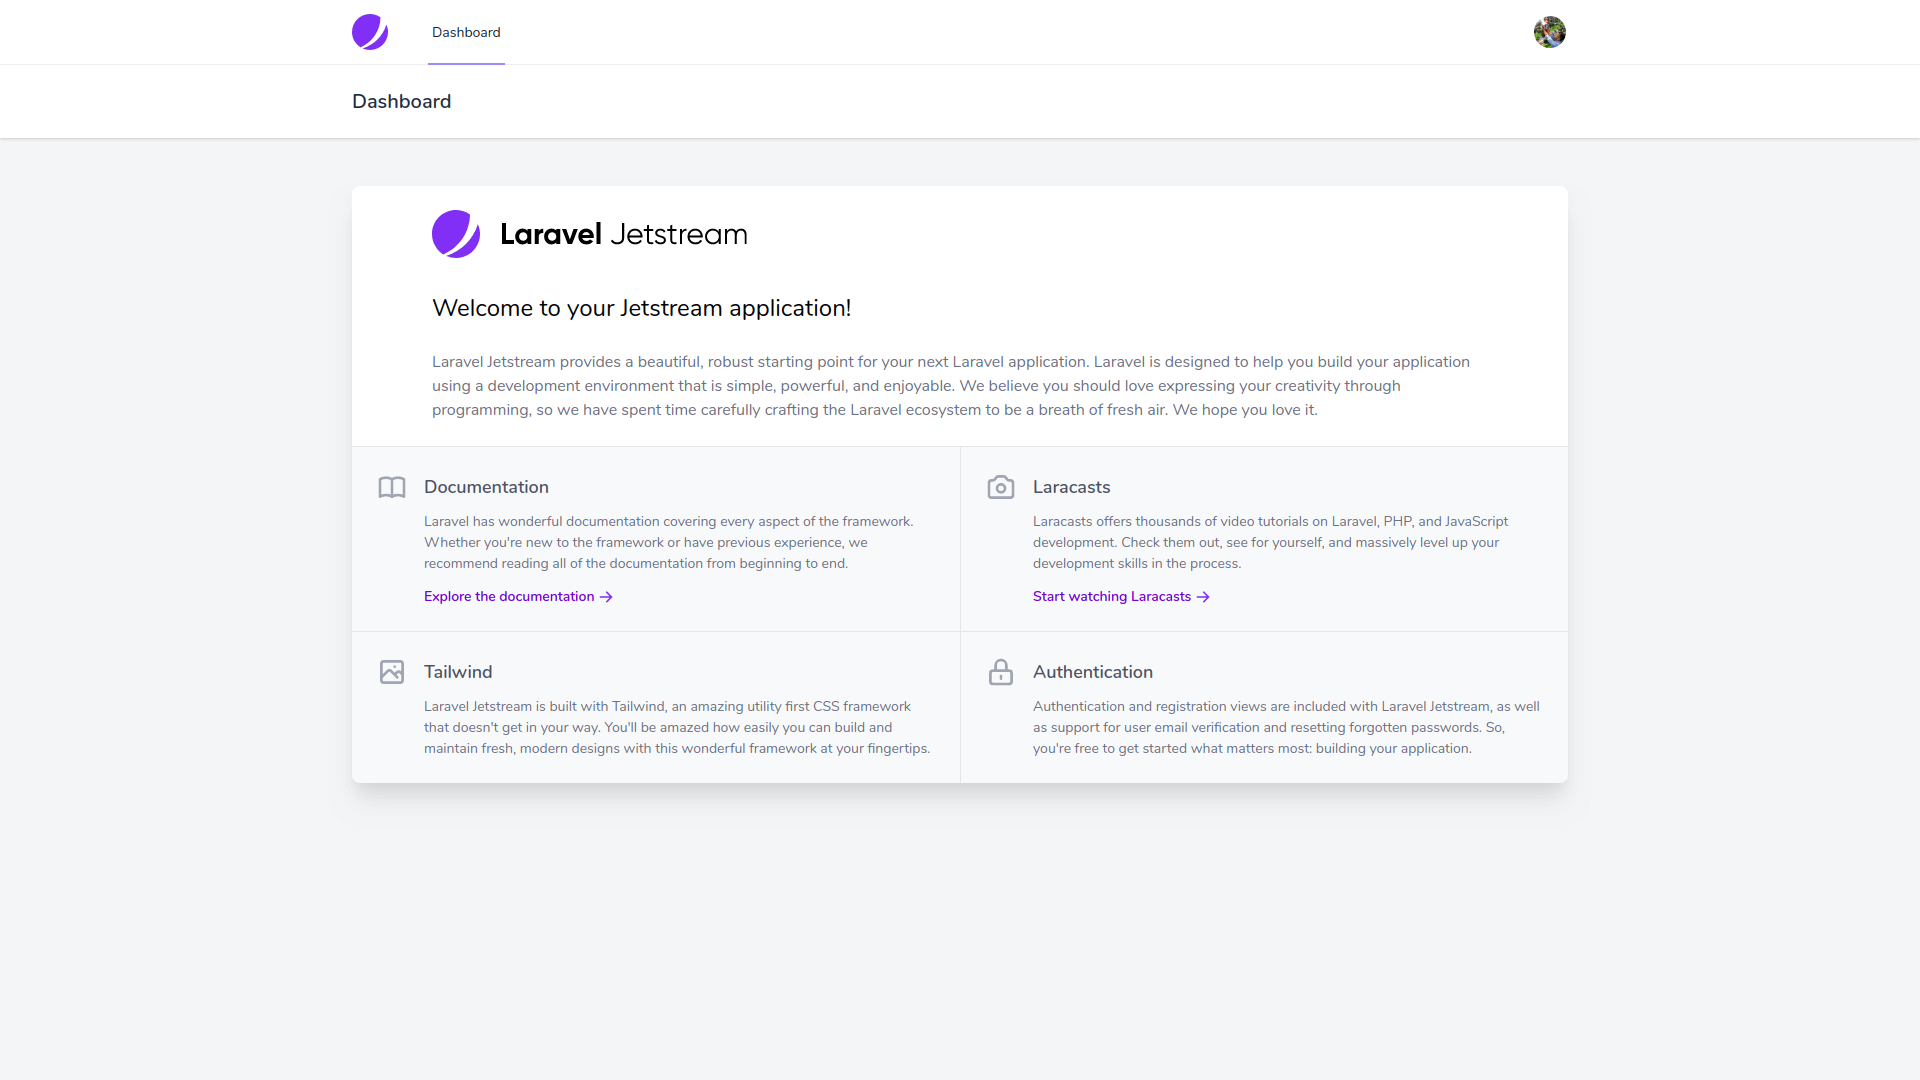 Dashboard
Dashboard
Laravel Jetstream
Welcome to your Jetstream application!
Laravel Jetstream provides a beautiful, robust starting point for your next Laravel application. Laravel is designed to help you build your application
using a development environment that is simple, powerful, and enjoyable. We believe you should love expressing your creativity through
programming, so we have spent time carefully crafting the Laravel ecosystem to be a breath of fresh air. We hope you love it.
Documentation
Laravel has wonderful documentation covering every aspect of the framework.
Whether you're new to the framework or have previous experience, we
recommend reading all of the documentation from beginning to end.
Explore the documentation →
Laracasts
Laracasts offers thousands of video tutorials on Laravel, PHP, and JavaScript
development. Check them out, see for yourself, and massively level up your
development skills in the process.
Start watching Laracasts →
Tailwind
Laravel Jetstream is built with Tailwind, an amazing utility first CSS framework
that doesn't get in your way. You'll be amazed how easily you can build and
maintain fresh, modern designs with this wonderful framework at your fingertips.
Authentication
Authentication and registration views are included with Laravel Jetstream, as well
as support for user email verification and resetting forgotten passwords. So,
you're free to get started what matters most: building your application.